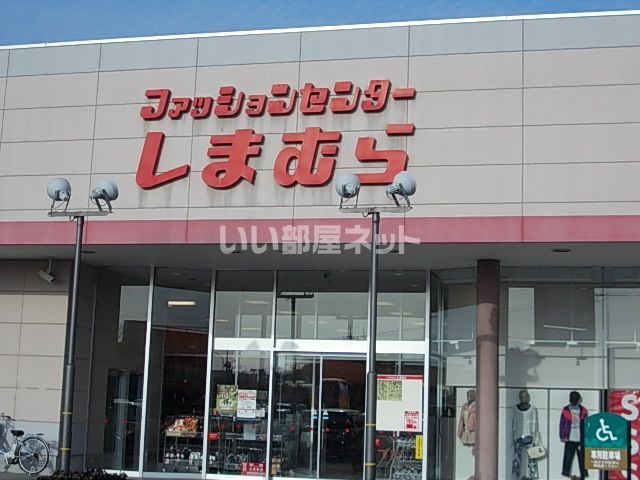 ファッションセンター
しまむら
いい部屋ネット
専用駐車場